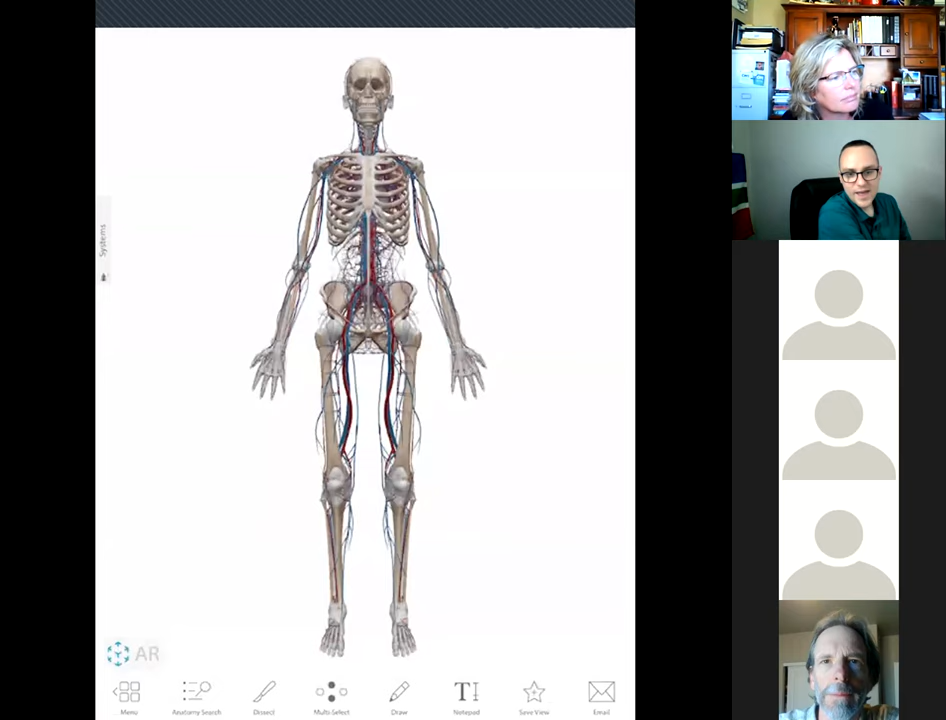 Systems
AR
Menu
Anatomy Search
Dissect
Multi-Select
Draw
Notepad
Save View
Email